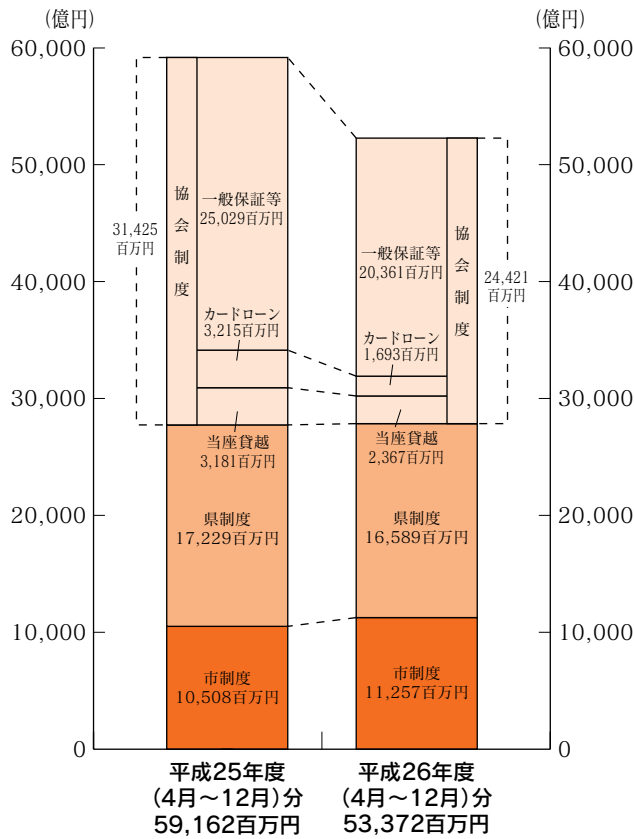 (億円)
(億円)
60,000
50,000
40,000
30,000
20,000
10,000
0
60,000
50,000
40,000
30,000
20,000
10,000
0
31,425
百万円
協会制度
一般保証等
25,029百万円
カードローン
3,215百万円
当座貸越
3,181百万円
県制度
17,229百万円
市制度
10,508百万円
一般保証等
20,361百万円
カードローン
1,693百万円
当座貸越
2,367百万円
協会制度
24,421
百万円
県制度
16,589百万円
市制度
11,257百万円
平成25年度
(4月～12月)分
59,162百万円
平成26年度
(4月～12月)分
53,372百万円